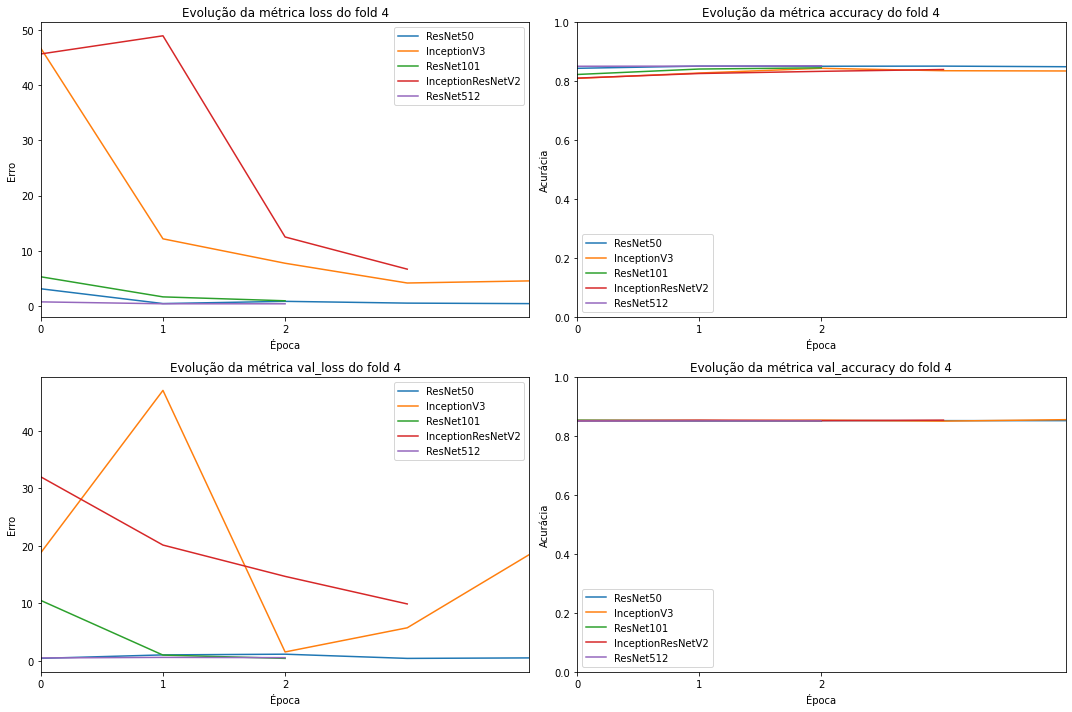 Evolução da métrica loss do fold 4
Erro
50
40
30
20
10
0
ResNet50
InceptionV3
ResNet101
InceptionResNetV2
ResNet512
0 1 2
Época
Evolução da métrica accuracy do fold 4
Acurácia
1.0
0.8
0.6
0.4
0.2
0.0
ResNet50
InceptionV3
ResNet101
InceptionResNetV2
ResNet512
0 1 2
Época
Evolução da métrica val_loss do fold 4
Erro
40
30
20
10
0
ResNet50
InceptionV3
ResNet101
InceptionResNetV2
ResNet512
0 1 2
Época
Evolução da métrica val_accuracy do fold 4
Acurácia
1.0
0.8
0.6
0.4
0.2
0.0
ResNet50
InceptionV3
ResNet101
InceptionResNetV2
ResNet512
0 1 2
Época